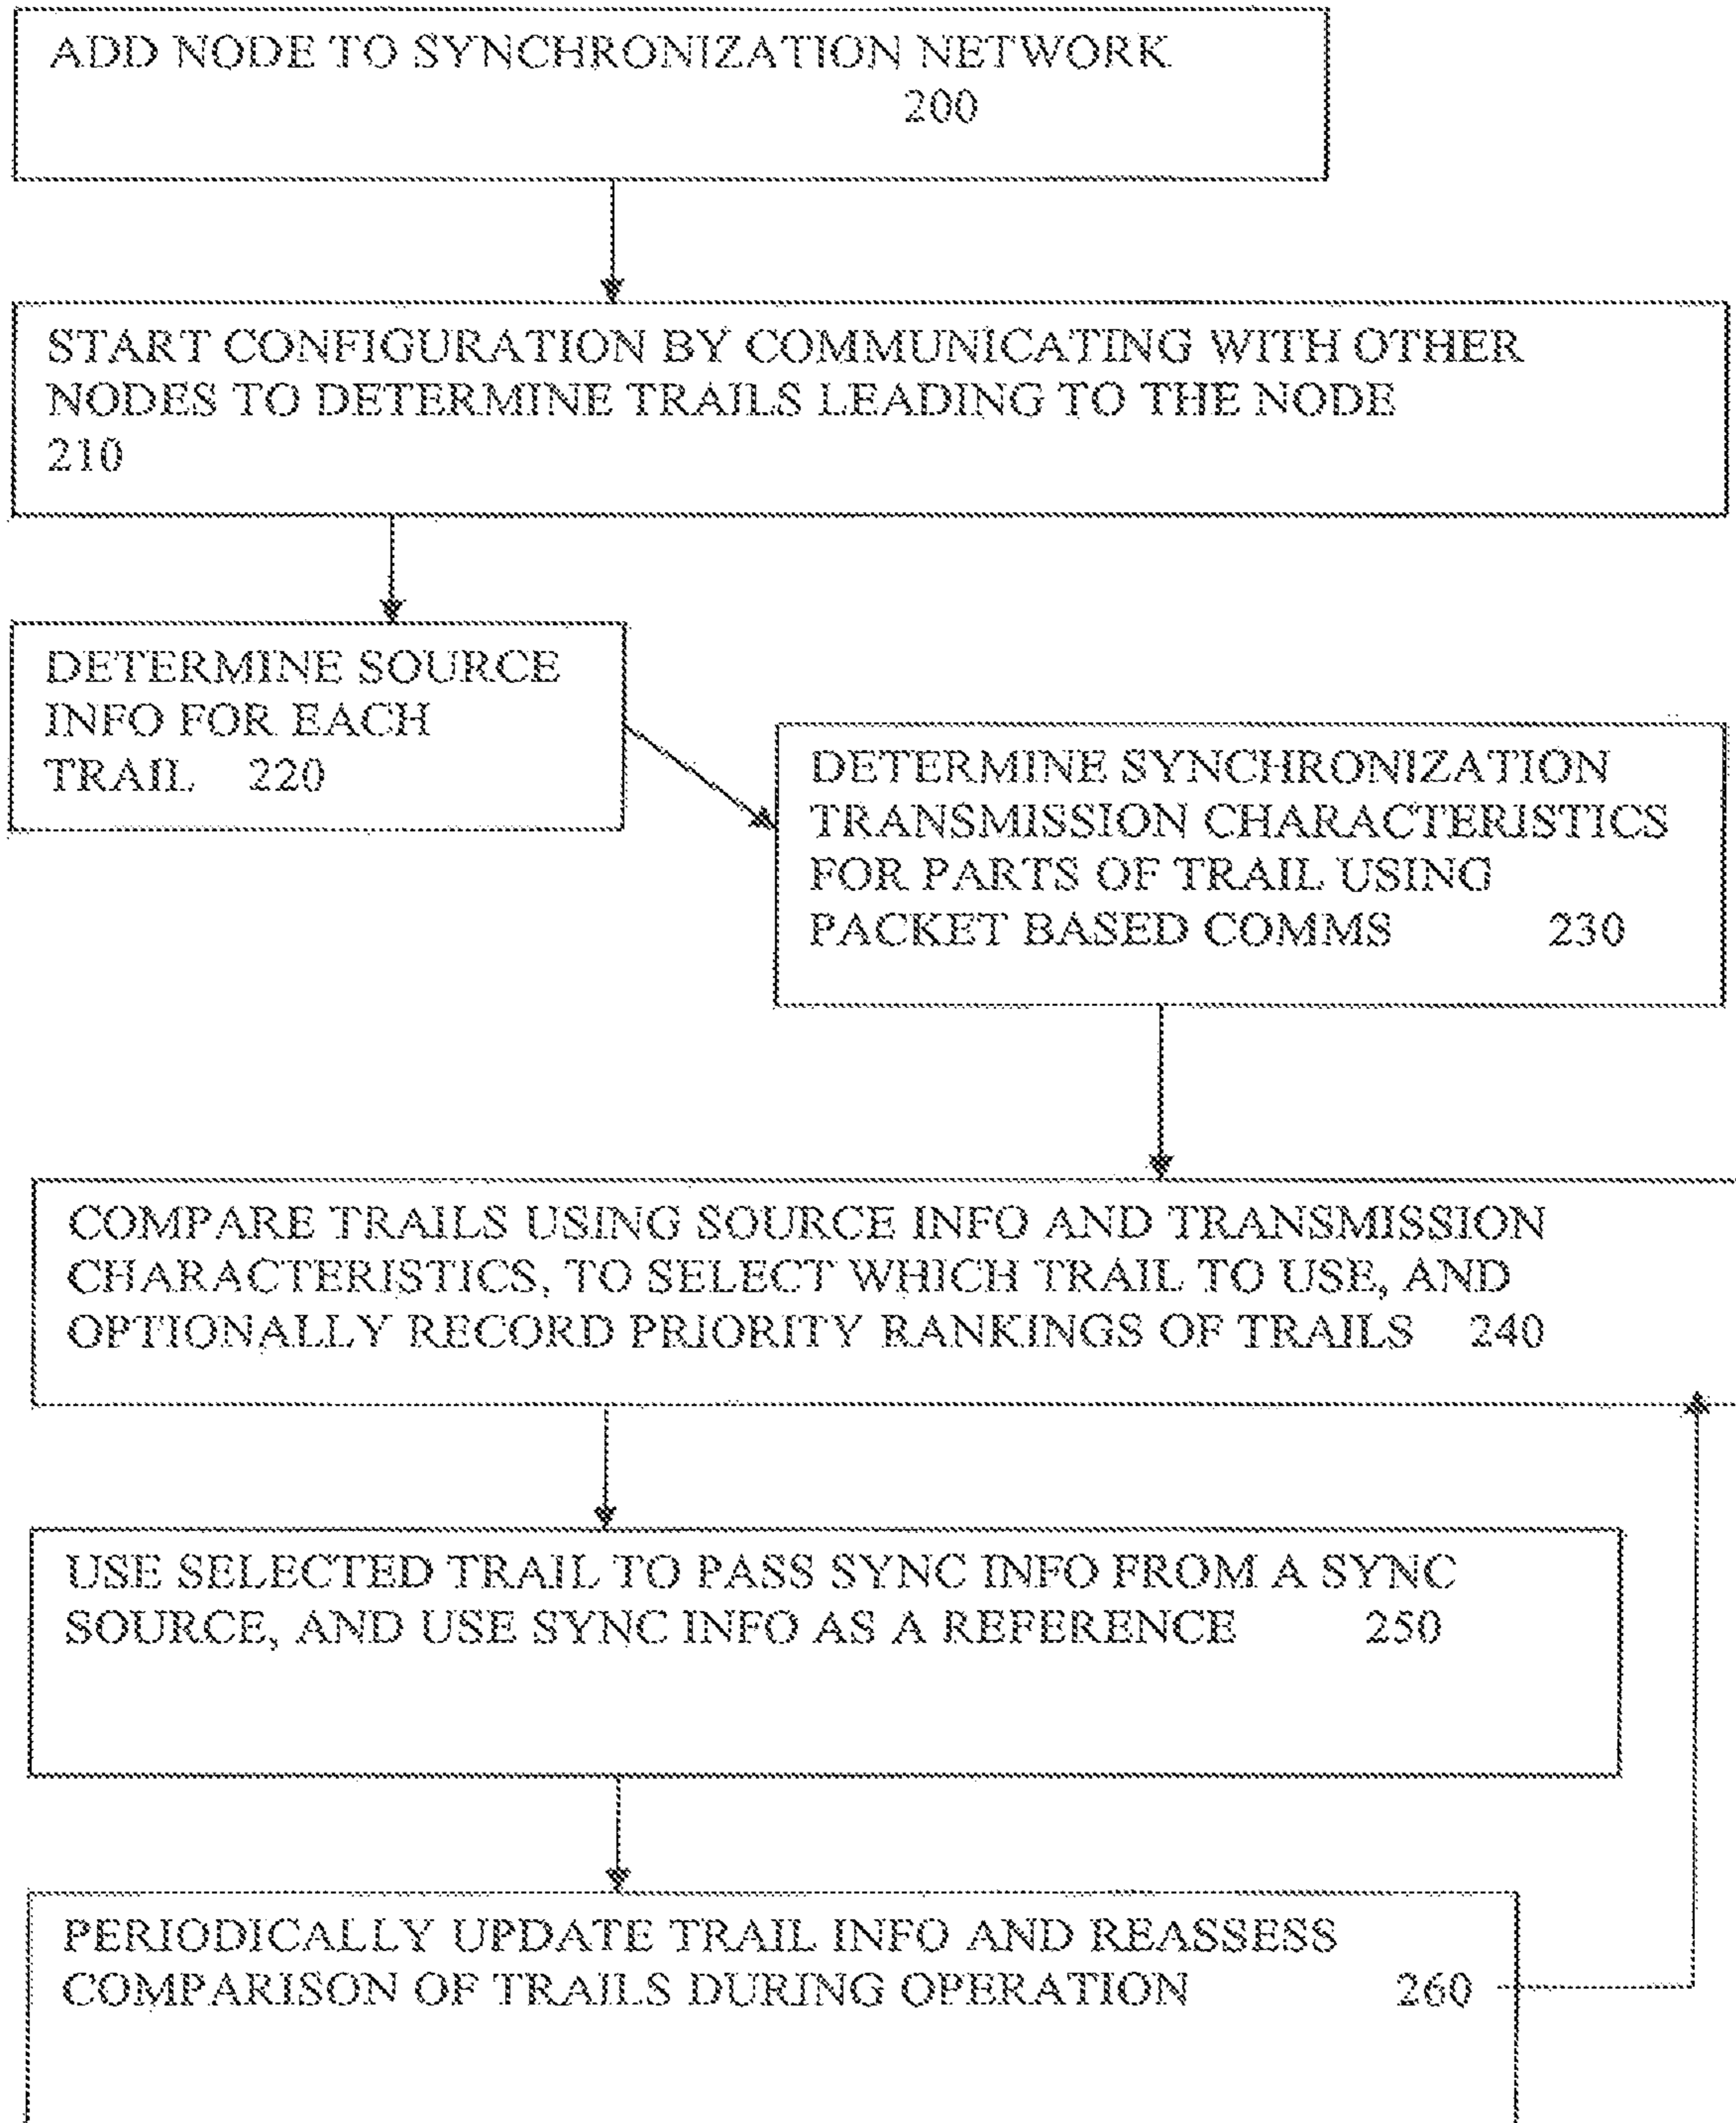 ADD NODE TO SYNCHRONIZATION NETWORK
200
START CONFIGURATION BY COMMUNICATING WITH OTHER
NODES TO DETERMINE TRAILS LEADING TO THE NODE
210
DETERMINE SOURCE
INFO FOR EACH
TRAIL 220
DETERMINE SYNCHRONIZATION
TRANSMISSION CHARACTERISTICS
FOR PARTS OF TRAIL USING
PACKET BASED COMMS 230
COMPARE TRAILS USING SOURCE INFO AND TRANSMISSION
CHARACTERISTICS, TO SELECT WHICH TRAIL TO USE, AND
OPTIONALLY RECORD PRIORITY RANKINGS OF TRAILS 240
USE SELECTED TRAIL TO PASS SYNC INFO FROM A SYNC
SOURCE, AND USE SYNC INFO AS A REFERENCE 250
PERIODICALLY UPDATE TRAIL INFO AND REASSESS
COMPARISON OF TRAILS DURING OPERATION 260